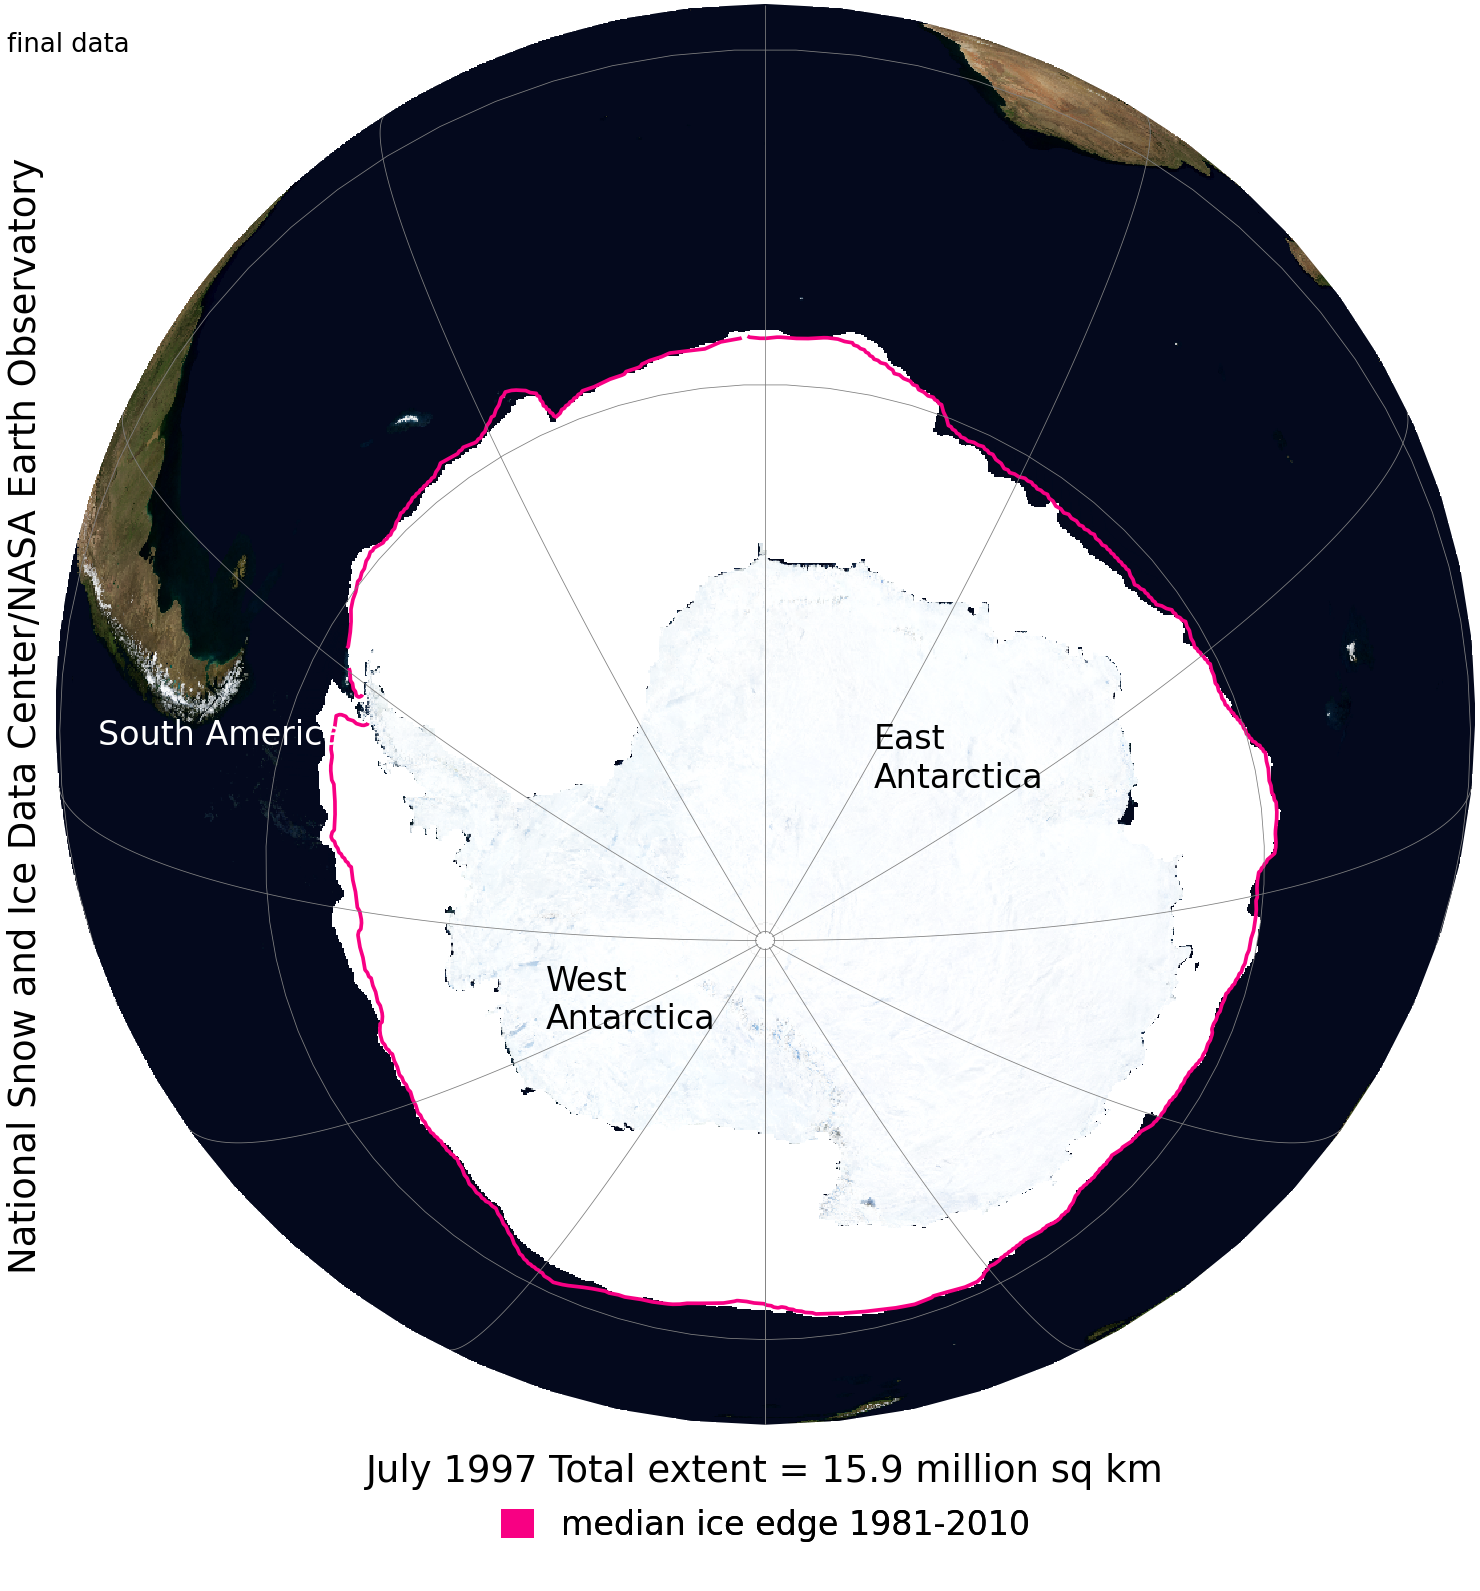 final data
National Snow and Ice Data Center/NASA Earth Observatory
South America
East
Antarctica
West
Antarctica
July 1997 Total extent = 15.9 million sq km
median ice edge 1981-2010